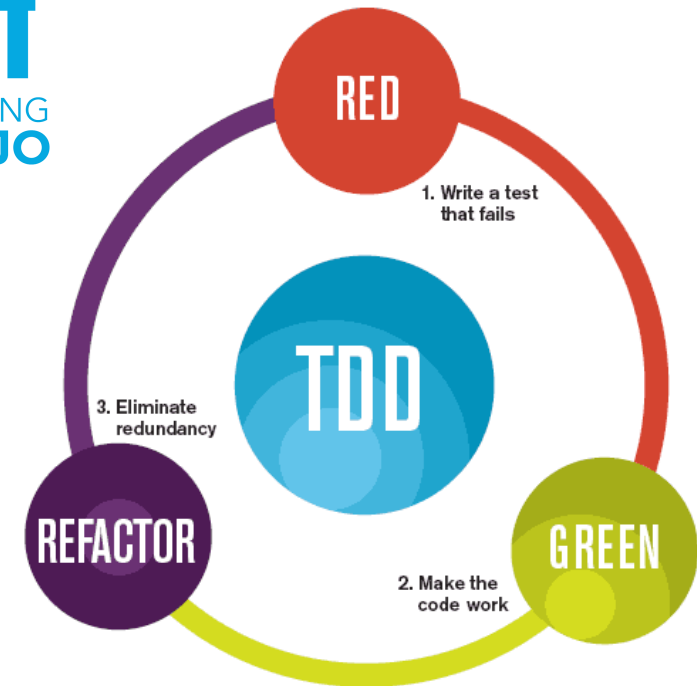 T
NG
JO
RED
1. Write a test
that fails
TDD
3. Eliminate
redundancy
REFACTOR
GREEN
2. Make the
code work